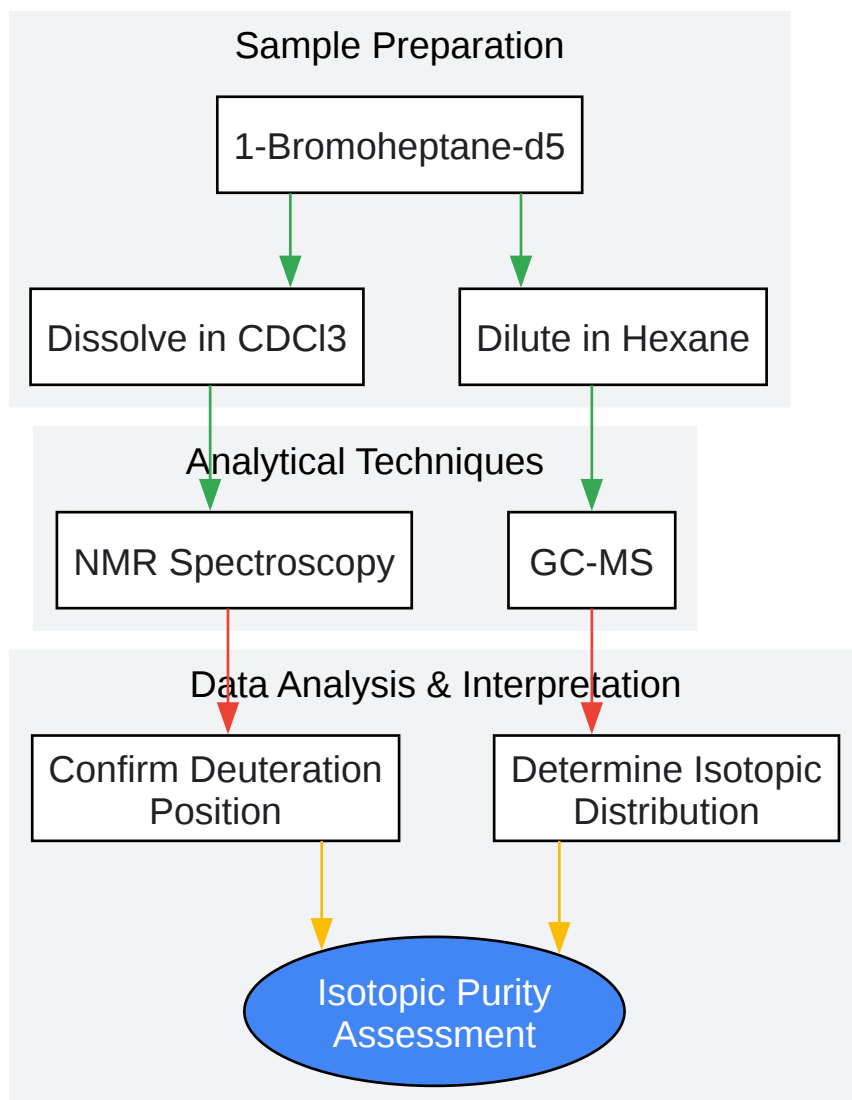 Sample Preparation
1-Bromoheptane-d5
Dissolve in CDCl3
Dilute in Hexane
Analytical Techniques
NMR Spectroscopy
GC-MS
Data Analysis & Interpretation
Confirm Deuteration
Position
Determine Isotopic
Distribution
Isotopic Purity
Assessment